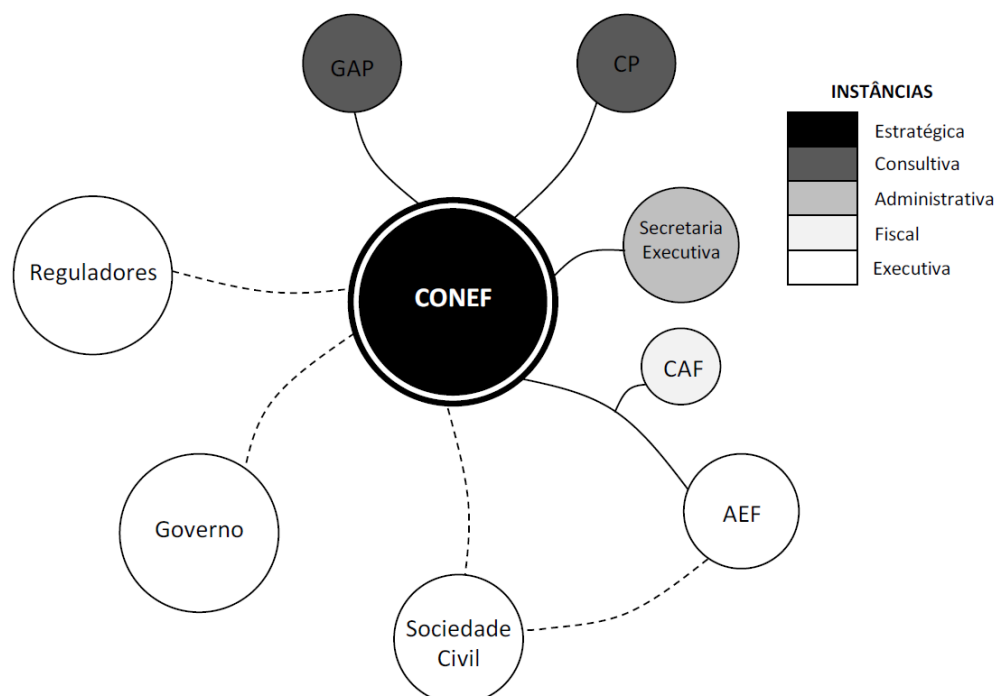 GAP
CP
INSTÂNCIAS
Estratégica
Consultiva
Administrativa
Fiscal
Executiva
Secretaria
Executiva
Reguladores
CONEF
CAF
AEF
Governo
Sociedade
Civil